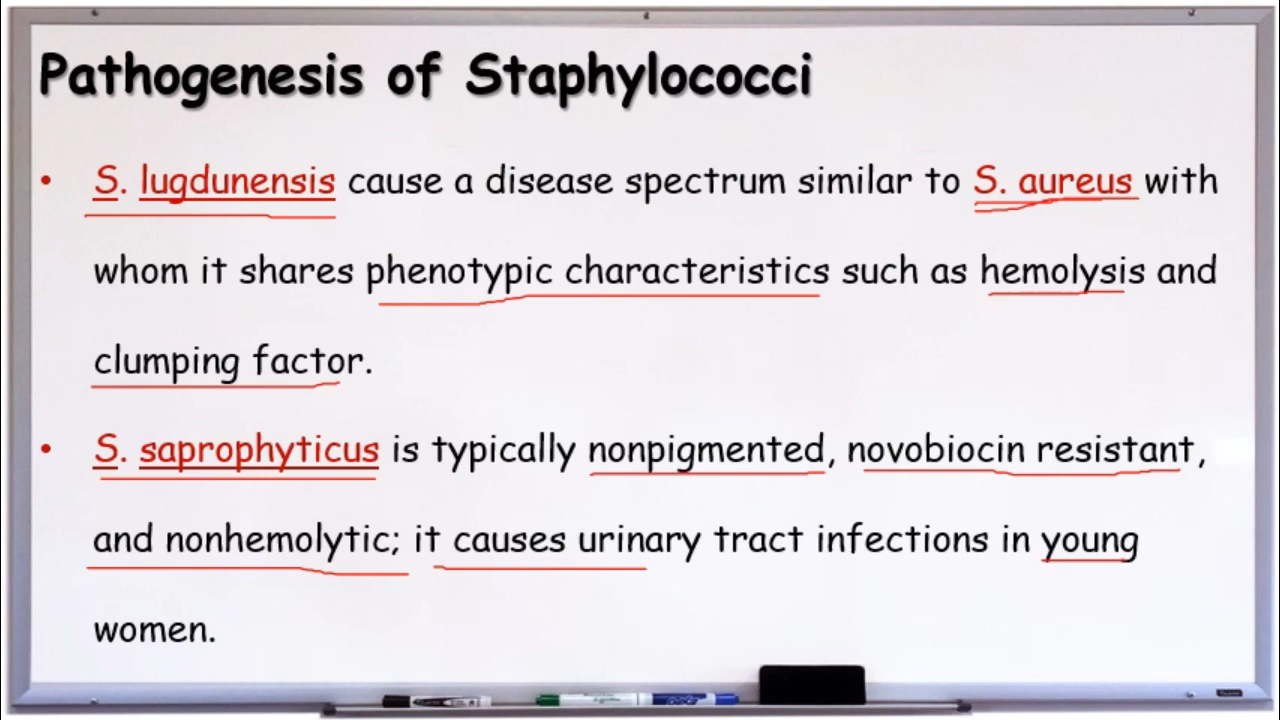 Pathogenesis of Staphylococci
• S. lugdunensis cause a disease spectrum similar to S. aureus with
whom it shares phenotypic characteristics such as hemolysis and
clumping factor.
• S. saprophyticus is typically nonpigmented, novobiocin resistant,
and nonhemolytic; it causes urinary tract infections in young
women.